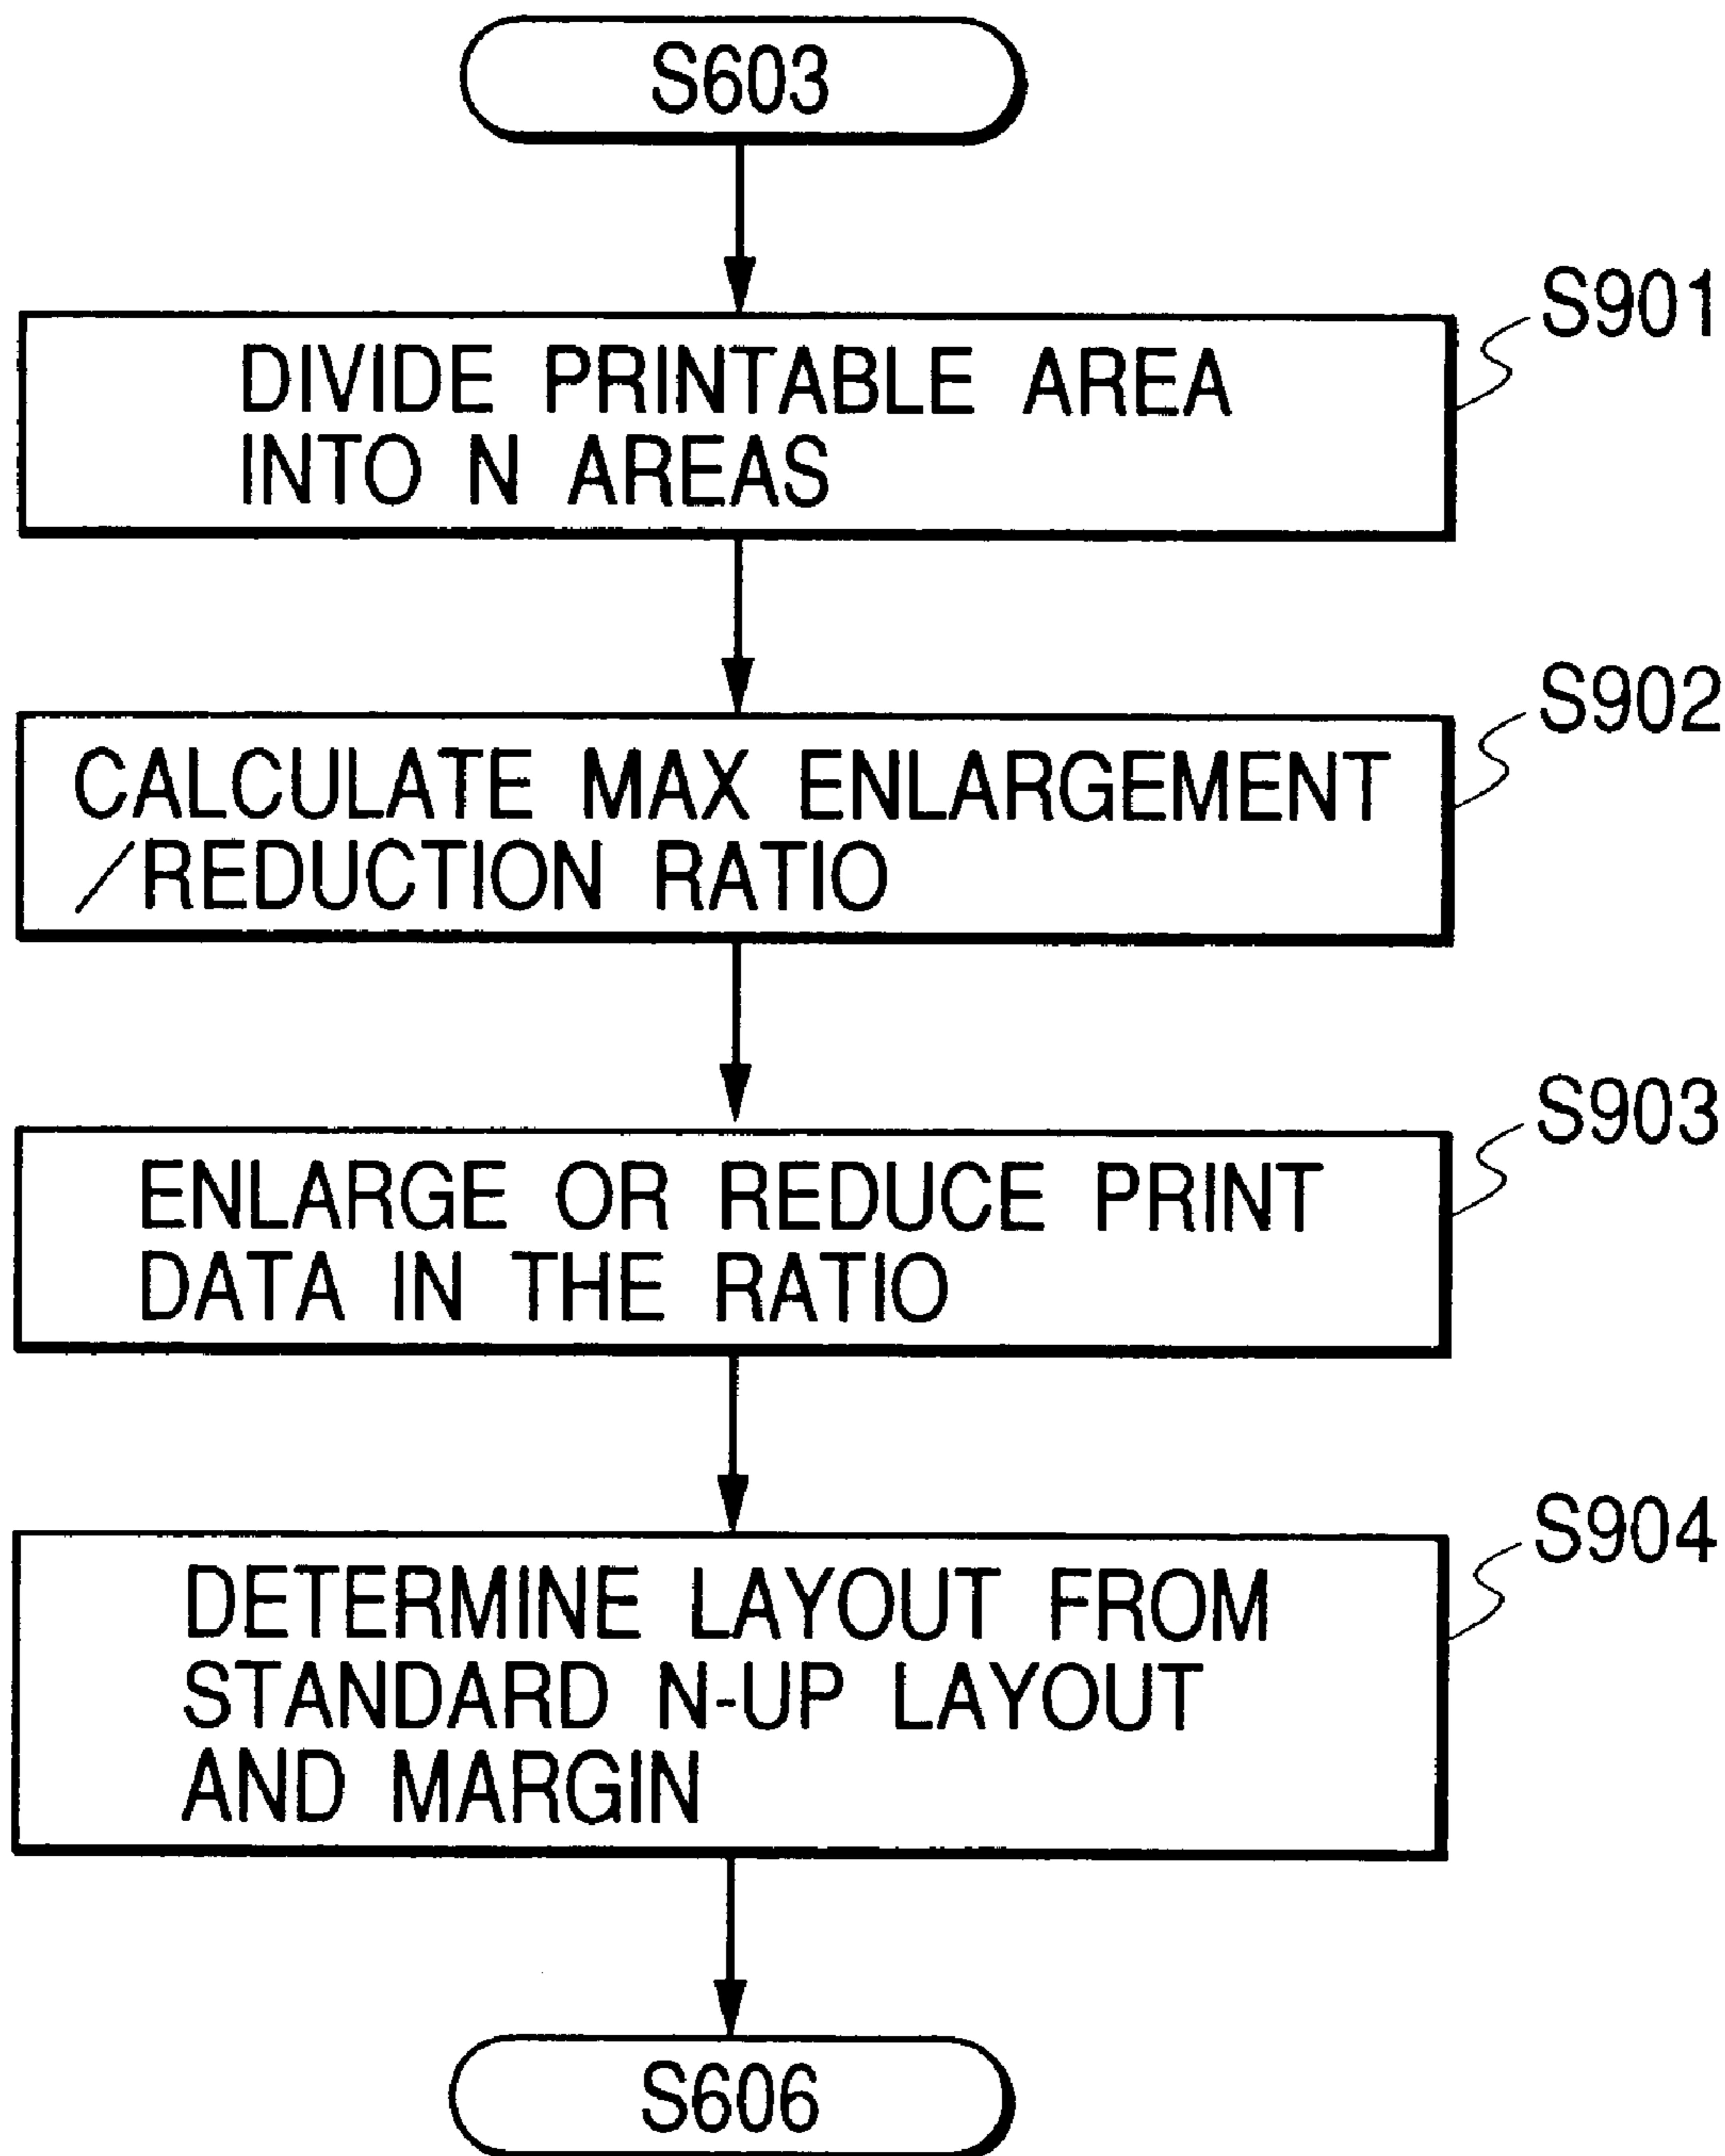 S603
S901
DIVIDE PRINTABLE AREA
INTO N AREAS
S902
CALCULATE MAX ENLARGEMENT
/REDUCTION RATIO
S903
ENLARGE OR REDUCE PRINT
DATA IN THE RATIO
S904
DETERMINE LAYOUT FROM
STANDARD N-UP LAYOUT
AND MARGIN
S606